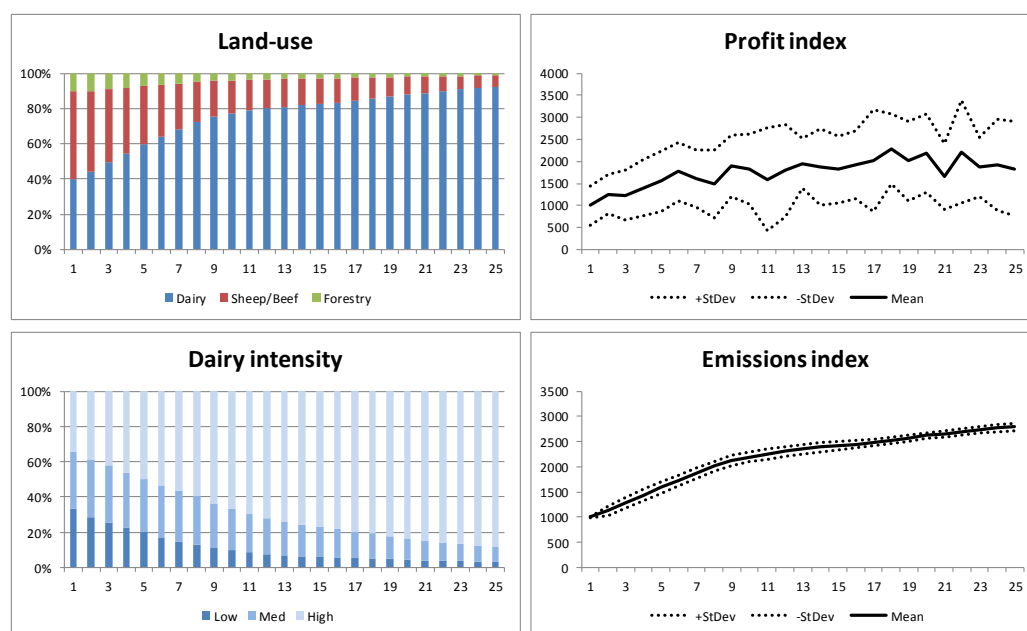 Land-use
100%
80%
60%
40%
20%
0%
1 3 5 7 9 11 13 15 17 19 21 23 25
Dairy Sheep/Beef Forestry
Profit index
4000
3500
3000
2500
2000
1500
1000
500
0
1 3 5 7 9 11 13 15 17 19 21 23 25
+StDev -StDev Mean
Dairy intensity
100%
80%
60%
40%
20%
0%
1 3 5 7 9 11 13 15 17 19 21 23 25
Low Med High
Emissions index
3500
3000
2500
2000
1500
1000
500
0
1 3 5 7 9 11 13 15 17 19 21 23 25
+StDev -StDev Mean